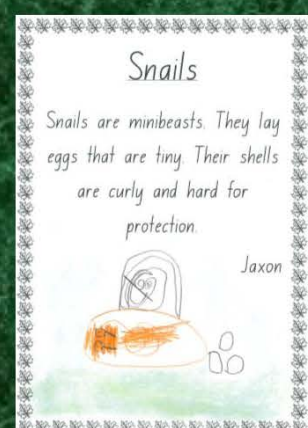 Snails
Snails are minibeasts. They lay
eggs that are tiny. Their shells
are curly and hard for
protection.
Jaxon